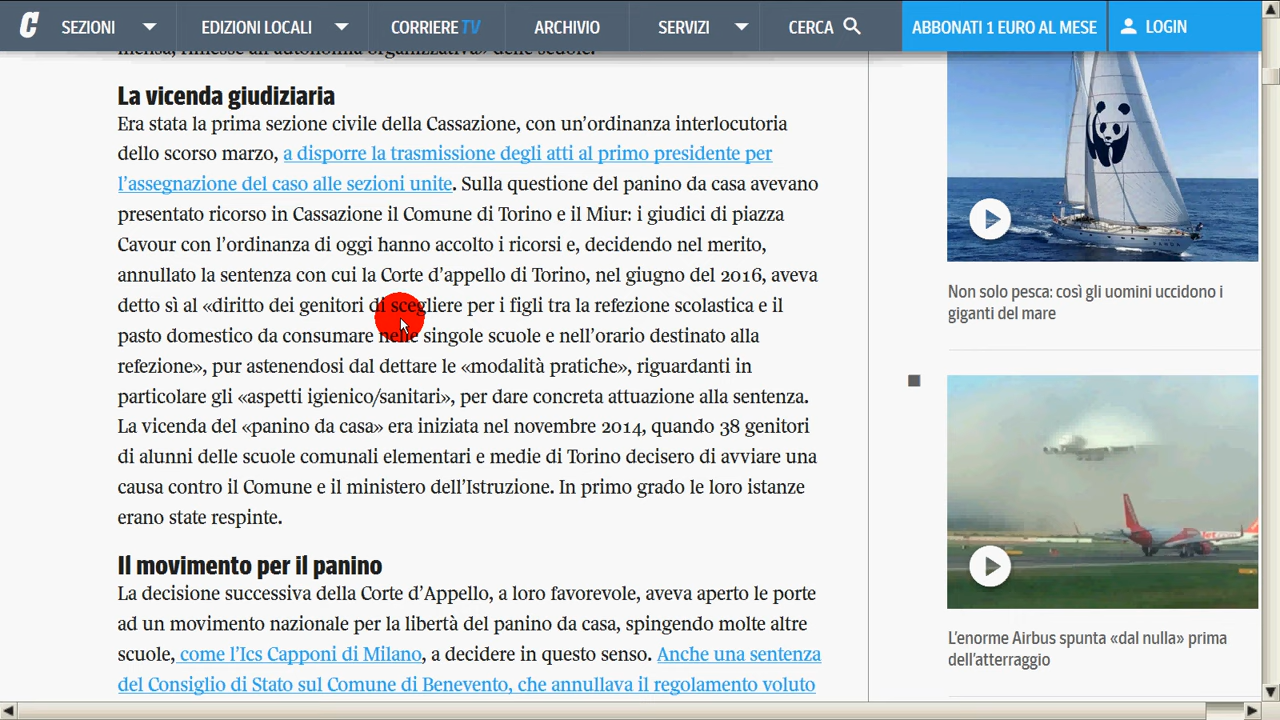 C SEZIONI EDIZIONI LOCALI CORRIERE TV ARCHIVIO SERVIZI CERCA ABBONATI 1 EURO AL MESE LOGIN
mensa, rimesse all'autonomia organizzativa» delle scuole.
La vicenda giudiziaria
Era stata la prima sezione civile della Cassazione, con un'ordinanza interlocutoria
dello scorso marzo, a disporre la trasmissione degli atti al primo presidente per
l'assegnazione del caso alle sezioni unite. Sulla questione del panino da casa avevano
presentato ricorso in Cassazione il Comune di Torino e il Miur: i giudici di piazza
Cavour con l'ordinanza di oggi hanno accolto i ricorsi e, decidendo nel merito,
annullato la sentenza con cui la Corte d'appello di Torino, nel giugno del 2016, aveva
detto sì al «diritto dei genitori di scegliere per i figli tra la refezione scolastica e il
pasto domestico da consumare nelle singole scuole e nell'orario destinato alla
refezione», pur astenendosi dal dettare le «modalità pratiche», riguardanti in
particolare gli «aspetti igienico/sanitari», per dare concreta attuazione alla sentenza.
La vicenda del «panino da casa» era iniziata nel novembre 2014, quando 38 genitori
di alunni delle scuole comunali elementari e medie di Torino decisero di avviare una
causa contro il Comune e il ministero dell'Istruzione. In primo grado le loro istanze
erano state respinte.
Il movimento per il panino
La decisione successiva della Corte d'Appello, a loro favorevole, aveva aperto le porte
ad un movimento nazionale per la libertà del panino da casa, spingendo molte altre
scuole, come l'Ics Capponi di Milano, a decidere in questo senso. Anche una sentenza
del Consiglio di Stato sul Comune di Benevento, che annullava il regolamento voluto
Non solo pesca: così gli uomini uccidono i
giganti del mare
L'enorme Airbus spunta «dal nulla» prima
dell'atterraggio